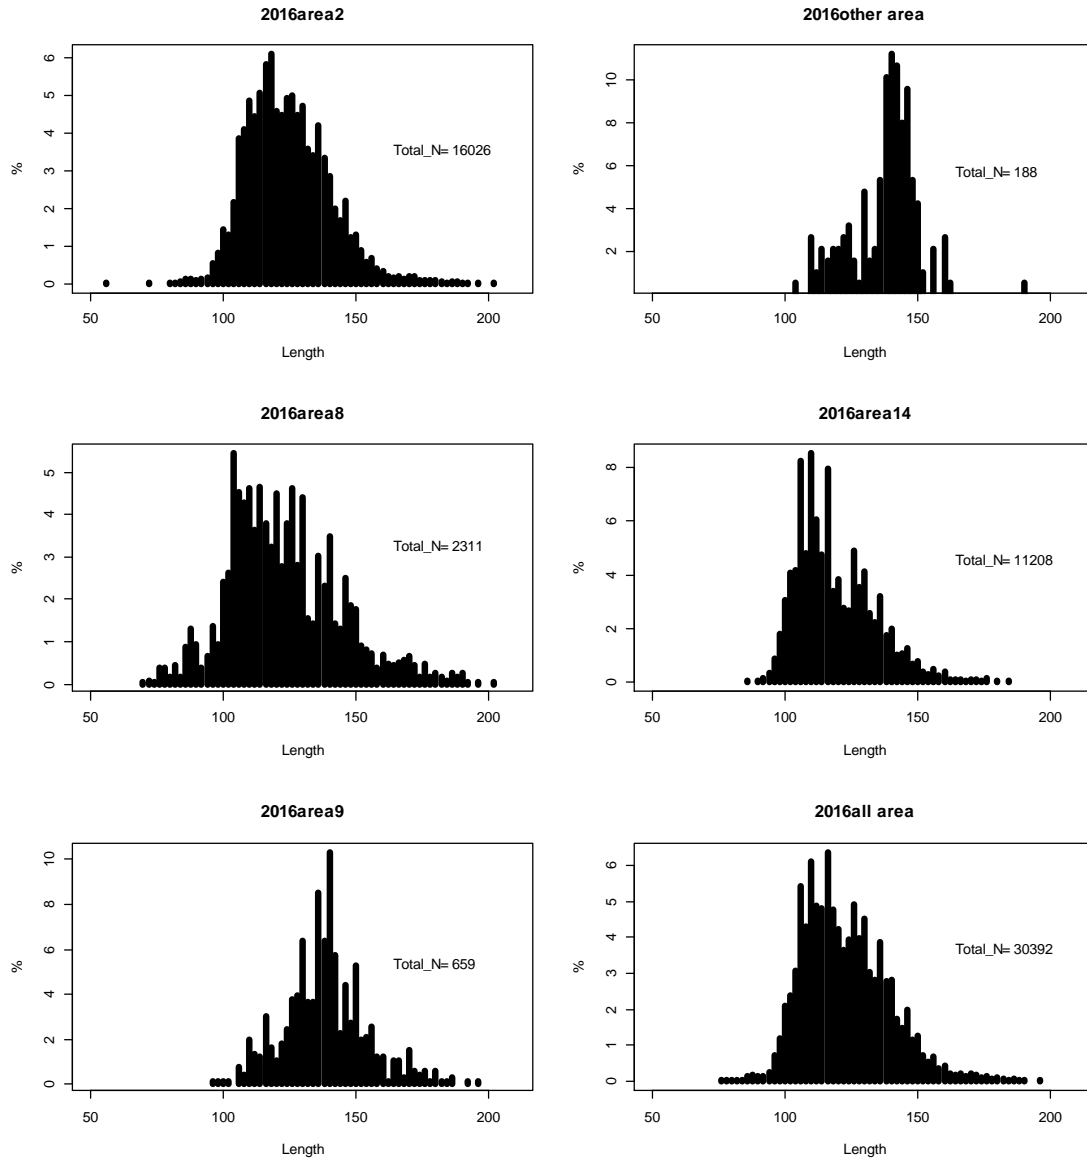 2016area2
%
6
5
4
3
2
1
0
Total_N= 16026
50 100 150 200
Length
2016other area
%
10
8
6
4
2
Total_N= 188
50 100 150 200
Length
2016area8
%
5
4
3
2
1
0
Total_N= 2311
50 100 150 200
Length
2016area14
%
8
6
4
2
0
Total_N= 11208
50 100 150 200
Length
2016area9
%
10
8
6
4
2
0
Total_N= 659
50 100 150 200
Length
2016all area
%
6
5
4
3
2
1
0
Total_N= 30392
50 100 150 200
Length